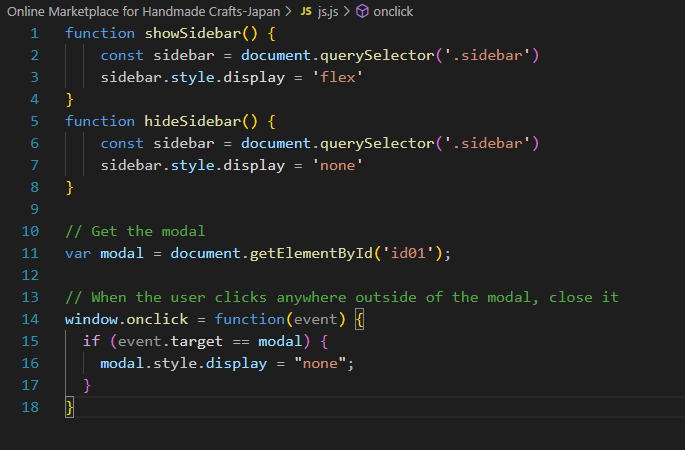 Online Marketplace for Handmade Crafts-Japan > JS js.js > onclick
1 function showSidebar() {
2     const sidebar = document.querySelector('.sidebar')
3     sidebar.style.display = 'flex'
4 }
5 function hideSidebar() {
6     const sidebar = document.querySelector('.sidebar')
7     sidebar.style.display = 'none'
8 }
9
10 // Get the modal
11 var modal = document.getElementById('id01');
12
13 // When the user clicks anywhere outside of the modal, close it
14 window.onclick = function(event) {
15   if (event.target == modal) {
16     modal.style.display = "none";
17   }
18 }